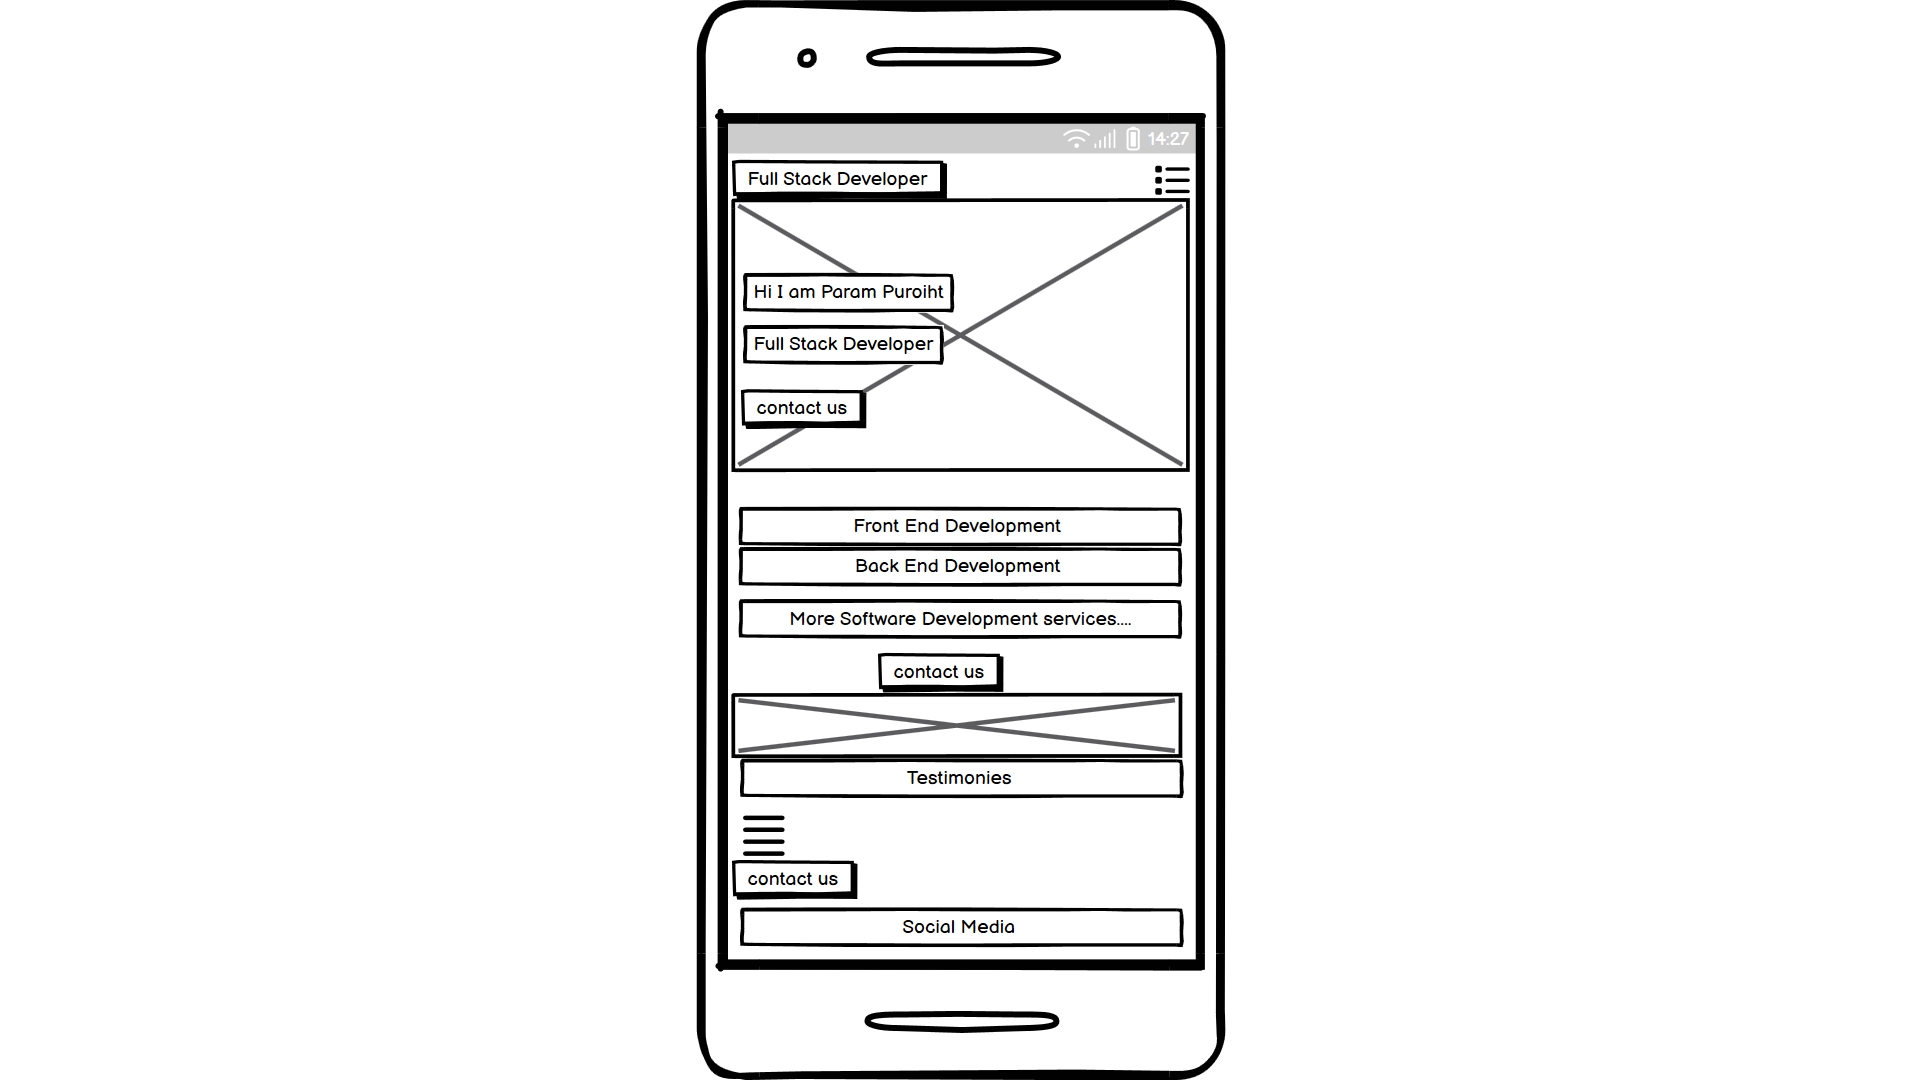 14:27
Full Stack Developer
Hi I am Param Puroiht
Full Stack Developer
contact us
Front End Development
Back End Development
More Software Development services....
contact us
Testimonies
contact us
Social Media